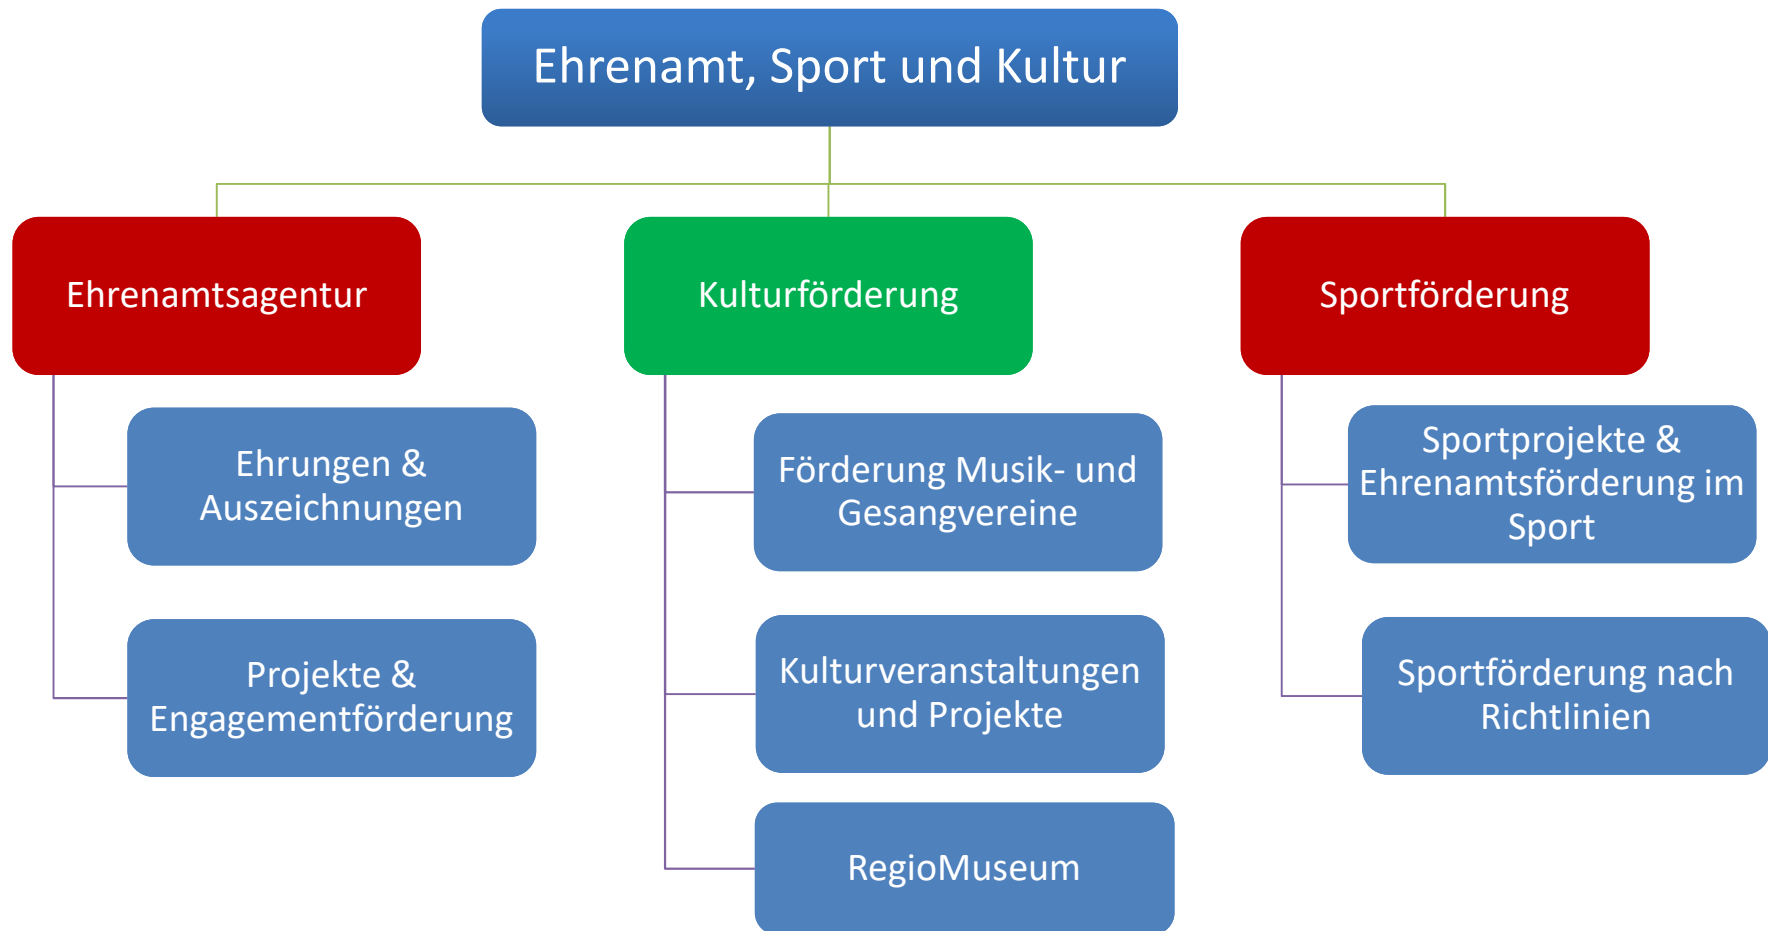 Ehrenamt, Sport und Kultur
Ehrenamtsagentur
Kulturförderung
Sportförderung
Ehrungen &
Auszeichnungen
Projekte &
Engagementförderung
Förderung Musik- und
Gesangvereine
Kulturveranstaltungen
und Projekte
RegioMuseum
Sportprojekte &
Ehrenamtsförderung im
Sport
Sportförderung nach
Richtlinien